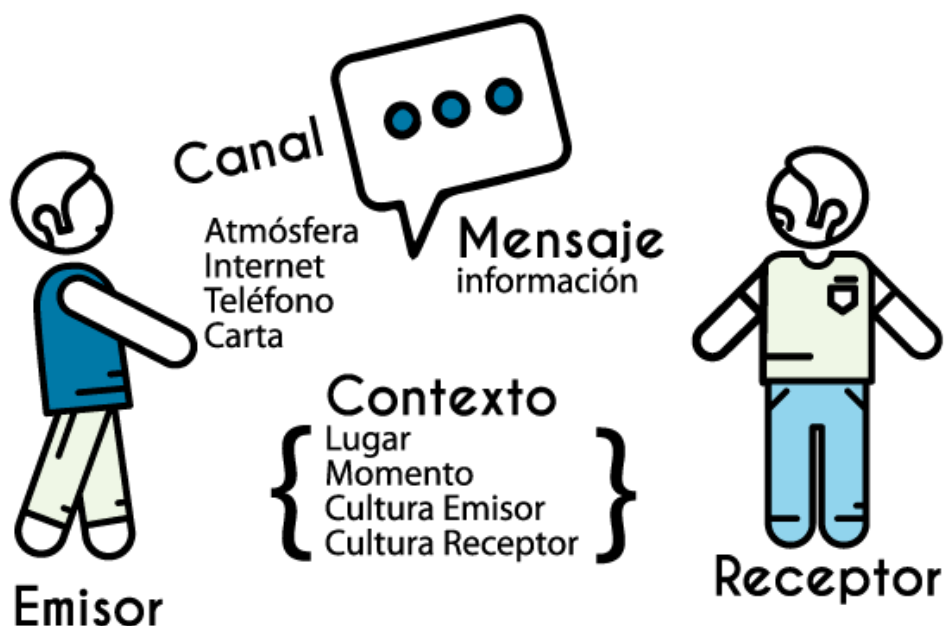 Canal
Atmósfera
Internet
Teléfono
Carta
Mensaje
información
Contexto
Lugar
Momento
Cultura Emisor
Cultura Receptor
Emisor
Receptor